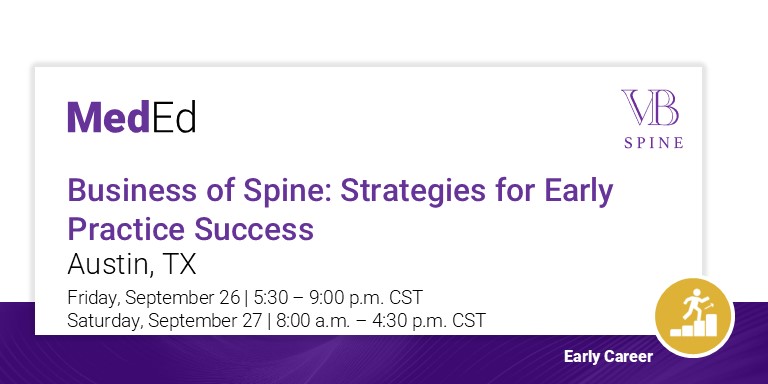 MedEd
VB
SPINE
Business of Spine: Strategies for Early
Practice Success
Austin, TX
Friday, September 26 | 5:30 – 9:00 p.m. CST
Saturday, September 27 | 8:00 a.m. – 4:30 p.m. CST
Early Career